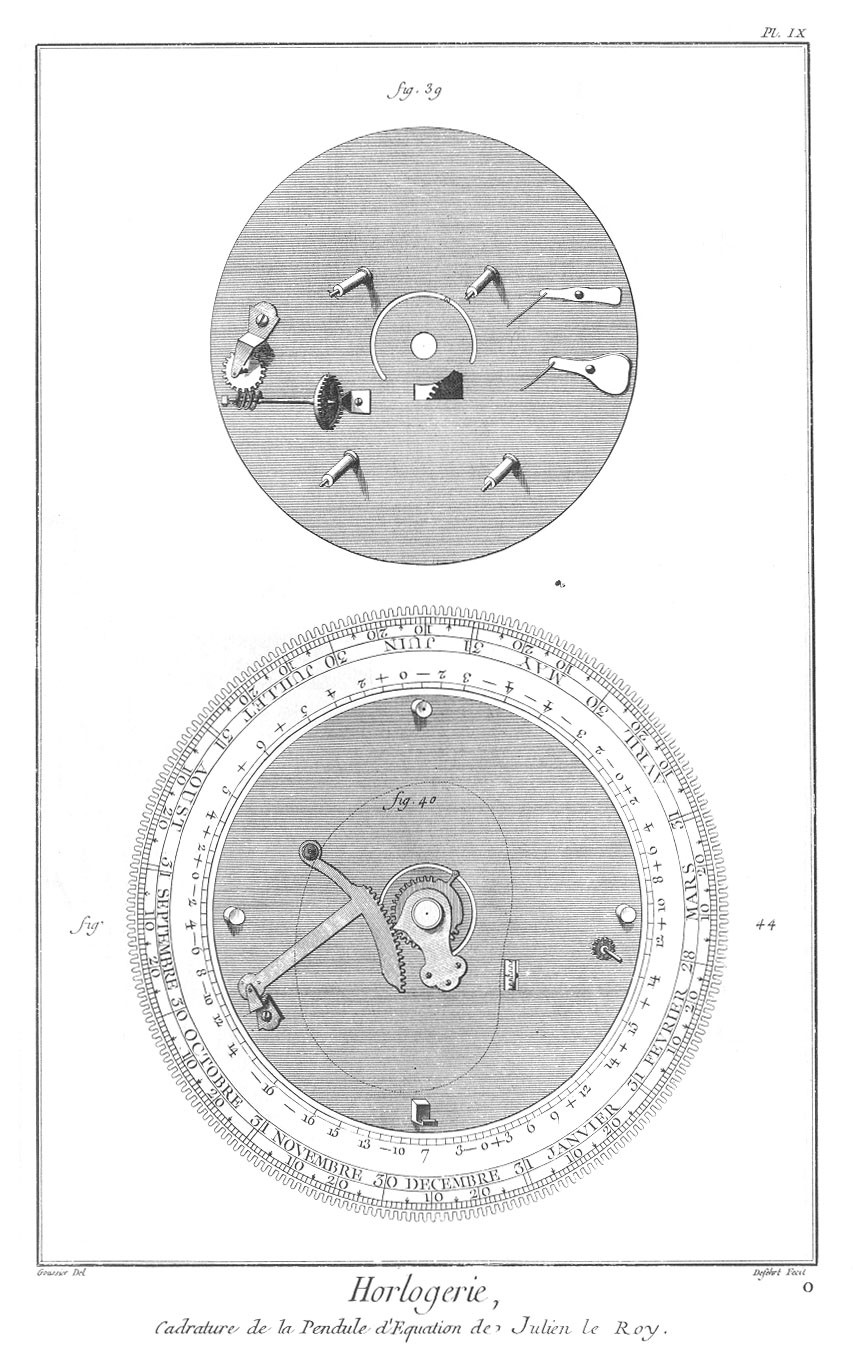 Pl. IX
fig. 39
JANVIER 31 FEVRIER 28 MARS 31 AVRIL 30 MAY 31 JUIN 30 JUILLET 31 AOUST 31 SEPTEMBRE 30 OCTOBRE 31 NOVEMBRE 30 DECEMBRE 31
10 20 10 20 10 20 10 20 10 20 10 20 10 20 10 20 10 20 10 20 10 20 10 20
7 3 – 0 + 3 6 9 + 12 14 + 15 + 14 12 + 10 8 + 6 4 2 + 0 – 2 3 – 4 – 4 – 3 – 2 – 0 + 2 4 5 + 6 + 5 4 + 2 + 0 – 2 4 – 6 8 – 10 12 14 – 16 – 16 15 13 – 10
fig. 40
fig 44
Goussier Del
Defehrt Fecit
O
Horlogerie,
Cadrature de la Pendule d'Equation de Julien le Roy.